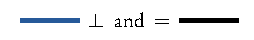 ⊥ and =